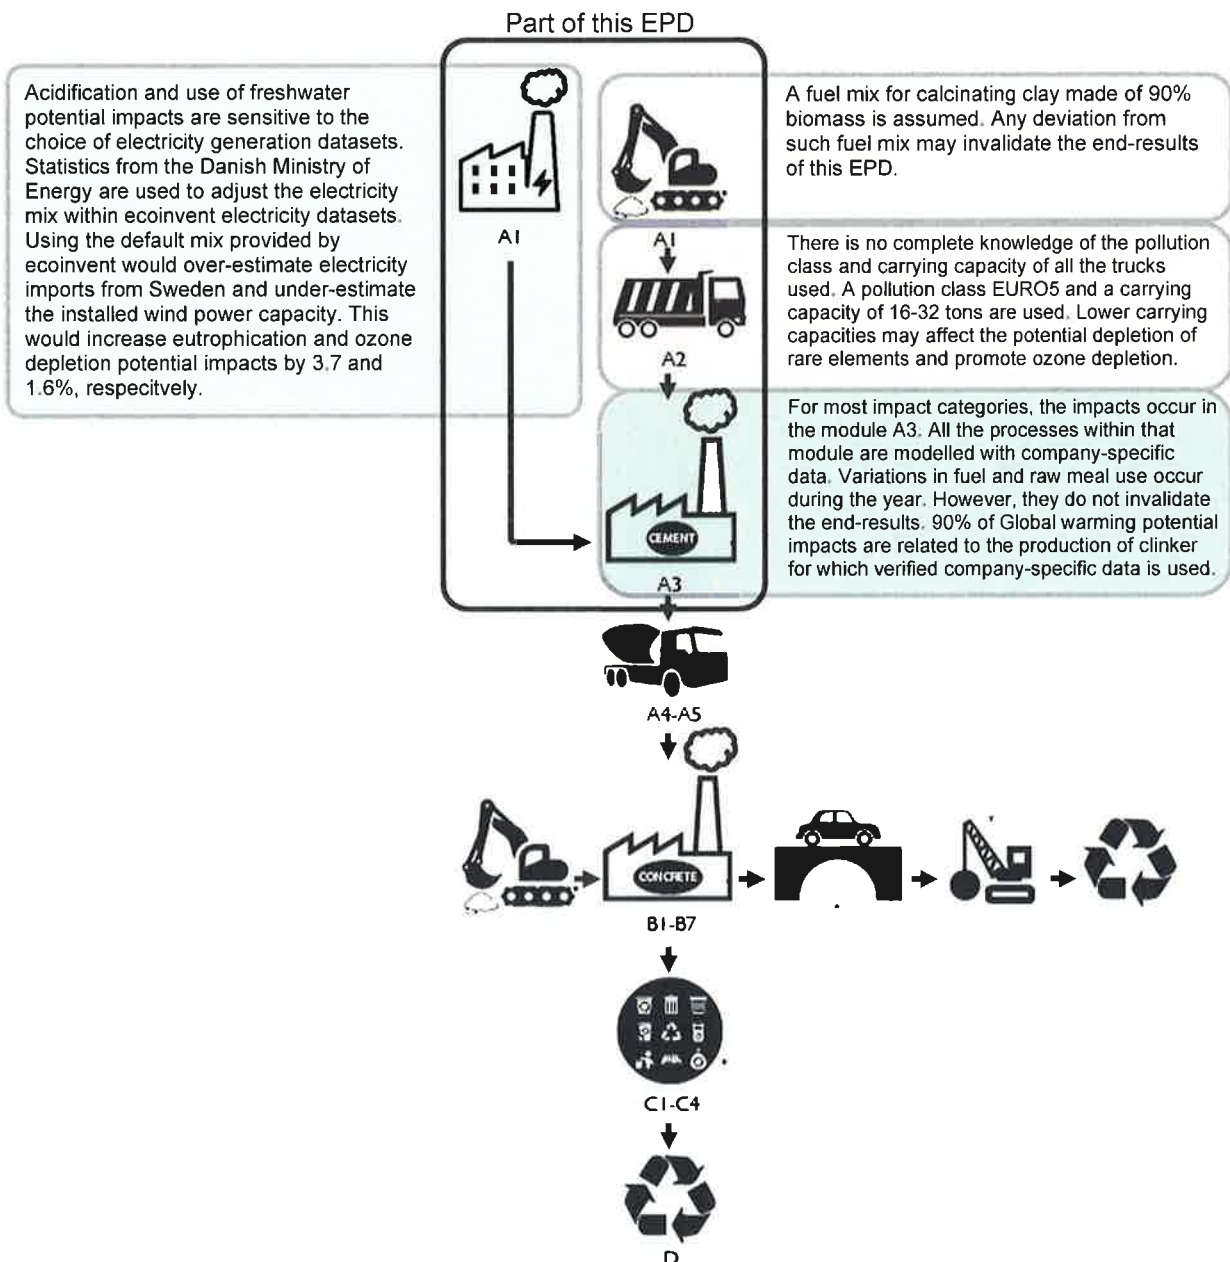 Part of this EPD
Acidification and use of freshwater
potential impacts are sensitive to the
choice of electricity generation datasets.
Statistics from the Danish Ministry of
Energy are used to adjust the electricity
mix within ecoinvent electricity datasets.
Using the default mix provided by
ecoinvent would over-estimate electricity
imports from Sweden and under-estimate
the installed wind power capacity. This
would increase eutrophication and ozone
depletion potential impacts by 3.7 and
1.6%, respecitvely.
A1
A fuel mix for calcinating clay made of 90%
biomass is assumed. Any deviation from
such fuel mix may invalidate the end-results
of this EPD.
A1
There is no complete knowledge of the pollution
class and carrying capacity of all the trucks
used. A pollution class EURO5 and a carrying
capacity of 16-32 tons are used. Lower carrying
capacities may affect the potential depletion of
rare elements and promote ozone depletion.
A2
For most impact categories, the impacts occur in
the module A3. All the processes within that
module are modelled with company-specific
data. Variations in fuel and raw meal use occur
during the year. However, they do not invalidate
the end-results. 90% of Global warming potential
impacts are related to the production of clinker
for which verified company-specific data is used.
CEMENT
A3
A4-A5
CONCRETE
B1-B7
C1-C4
D